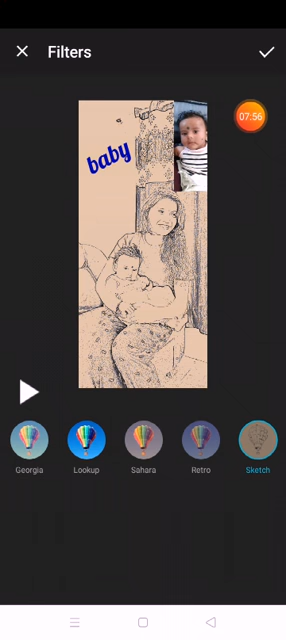 Filters
07:56
baby
Georgia
Lookup
Sahara
Retro
Sketch